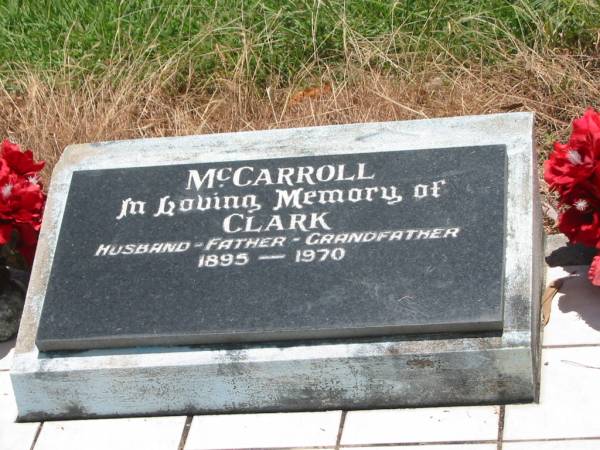 McCARROLL
In Loving Memory of
CLARK
HUSBAND - FATHER - GRANDFATHER
1895 — 1970